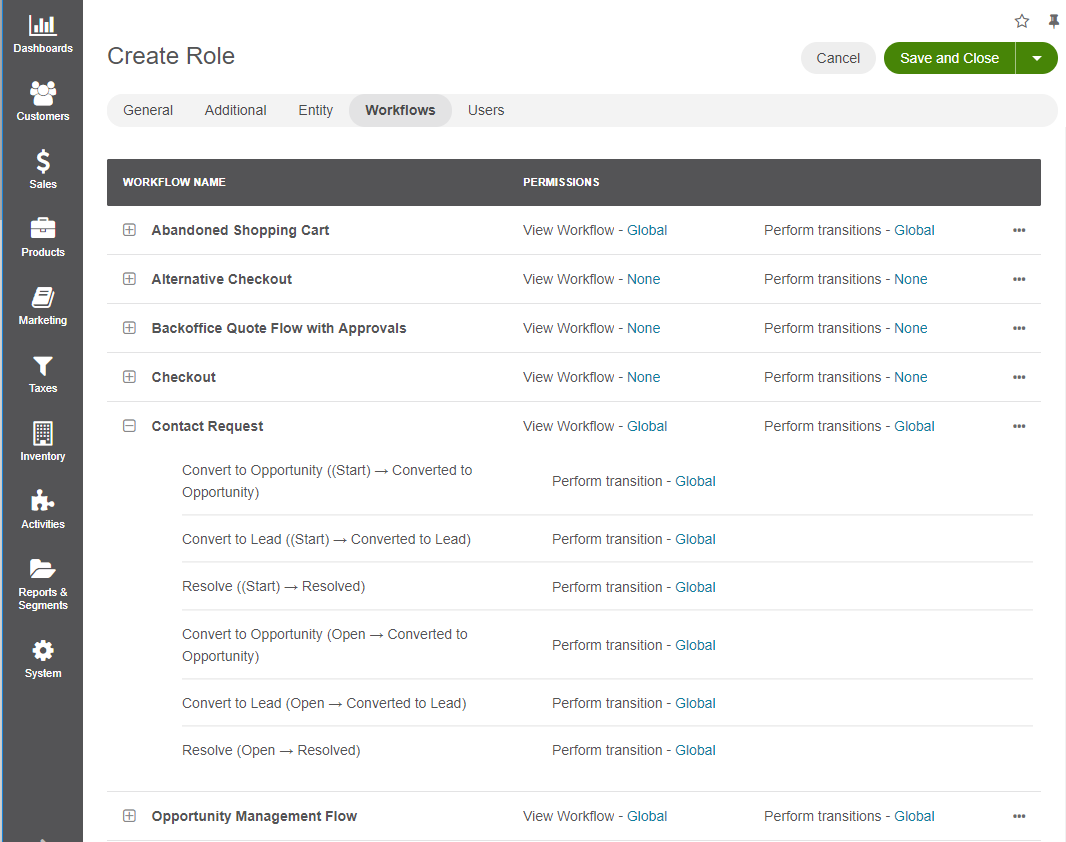 Dashboards
Customers
Sales
Products
Marketing
Taxes
Inventory
Activities
Reports &
Segments
System
Create Role
Cancel
Save and Close
General Additional Entity Workflows Users
WORKFLOW NAME PERMISSIONS
Abandoned Shopping Cart View Workflow - Global Perform transitions - Global
Alternative Checkout View Workflow - None Perform transitions - None
Backoffice Quote Flow with Approvals View Workflow - None Perform transitions - None
Checkout View Workflow - None Perform transitions - None
Contact Request View Workflow - Global Perform transitions - Global
Convert to Opportunity ((Start) → Converted to
Opportunity)
Perform transition - Global
Convert to Lead ((Start) → Converted to Lead) Perform transition - Global
Resolve ((Start) → Resolved) Perform transition - Global
Convert to Opportunity (Open → Converted to
Opportunity)
Perform transition - Global
Convert to Lead (Open → Converted to Lead) Perform transition - Global
Resolve (Open → Resolved) Perform transition - Global
Opportunity Management Flow View Workflow - Global Perform transitions - Global